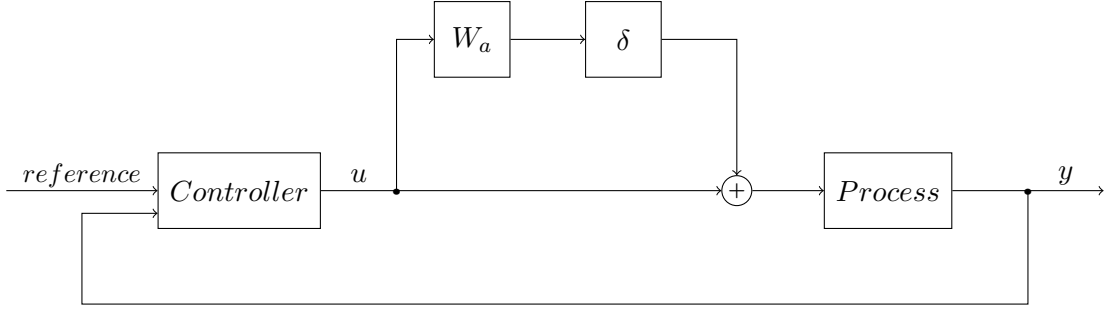 W_a
δ
reference
Controller
u
+
Process
y